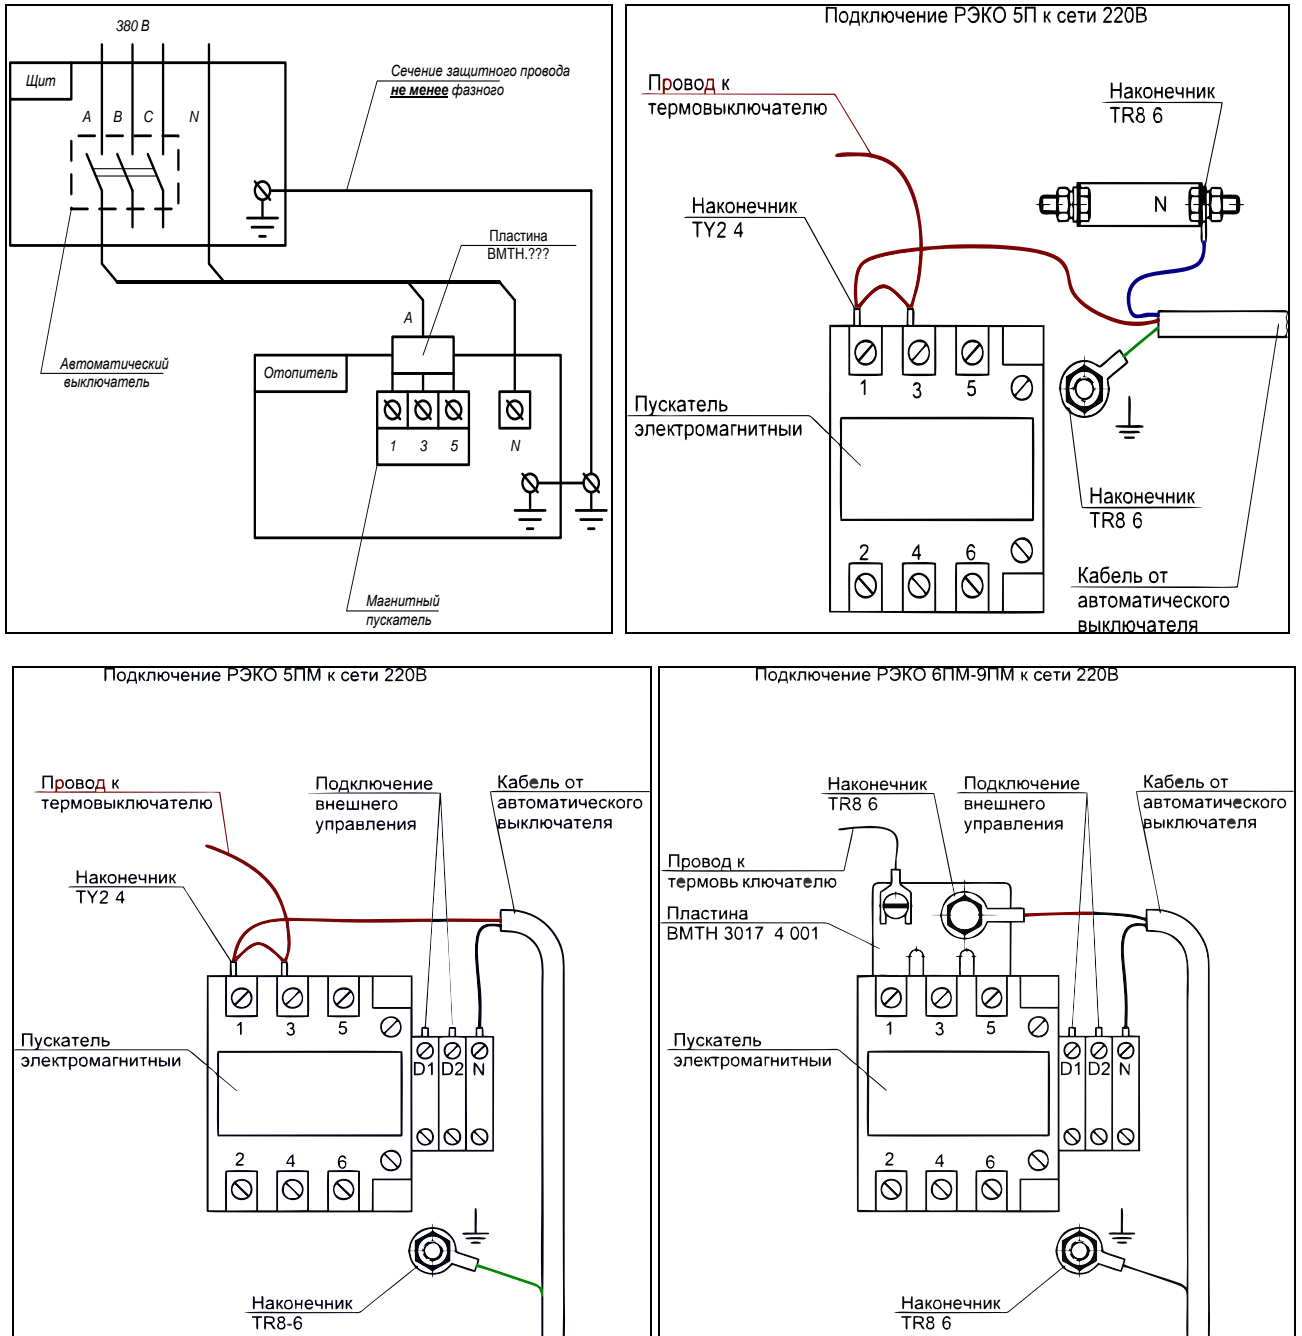 380 В
Щит
Сечение защитного провода
не менее фазного
A B C N
Пластина
ВМТН.???
A
Автоматический
выключатель
Отопитель
1 3 5 N
Магнитный
пускатель
Подключение РЭКО 5П к сети 220В
Провод к
термовыключателю
Наконечник
TR8 6
Наконечник
TY2 4
N
1 3 5
Пускатель
электромагнитный
Наконечник
TR8 6
2 4 6
Кабель от
автоматического
выключателя
Подключение РЭКО 5ПМ к сети 220В
Провод к
термовыключателю
Подключение
внешнего
управления
Кабель от
автоматического
выключателя
Наконечник
TY2 4
1 3 5
Пускатель
электромагнитный
D1 D2 N
2 4 6
Наконечник
TR8-6
Подключение РЭКО 6ПМ-9ПМ к сети 220В
Наконечник
TR8 6
Подключение
внешнего
управления
Кабель от
автоматического
выключателя
Провод к
термовь ключателю
Пластина
ВМТН 3017 4 001
1 3 5
Пускатель
электромагнитный
D1 D2 N
2 4 6
Наконечник
TR8 6